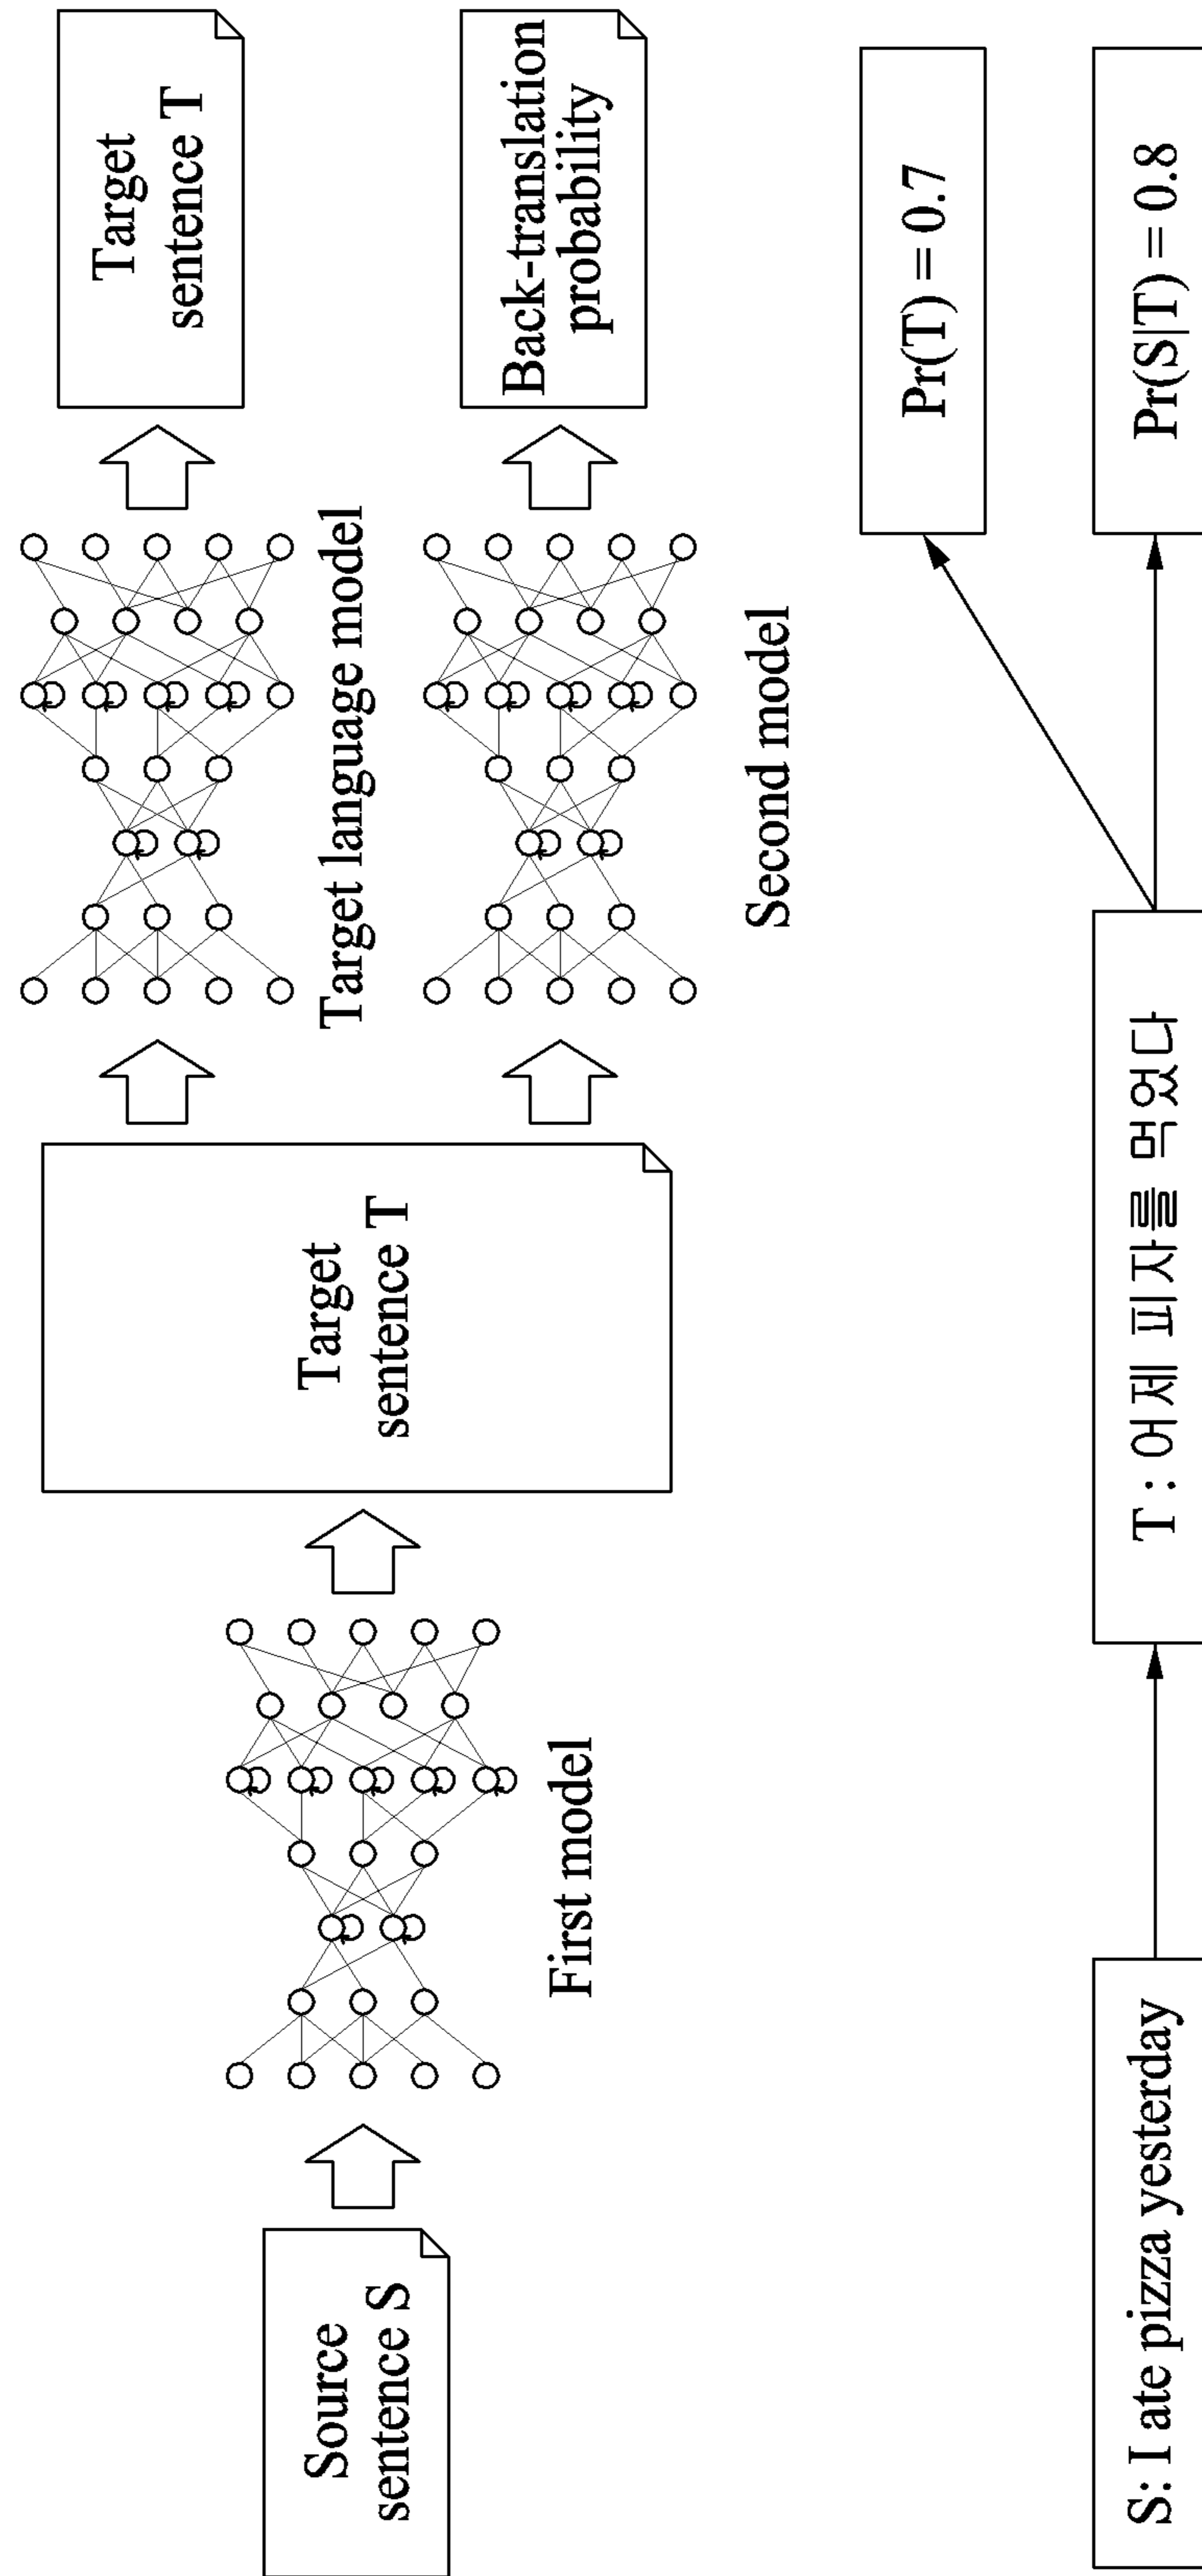 Source
sentence S
First model
Target
sentence T
Target language model
Target
sentence T
Second model
Back-translation
probability
S: I ate pizza yesterday
T : 어제 피자를 먹었다
Pr(T) = 0.7
Pr(S|T) = 0.8